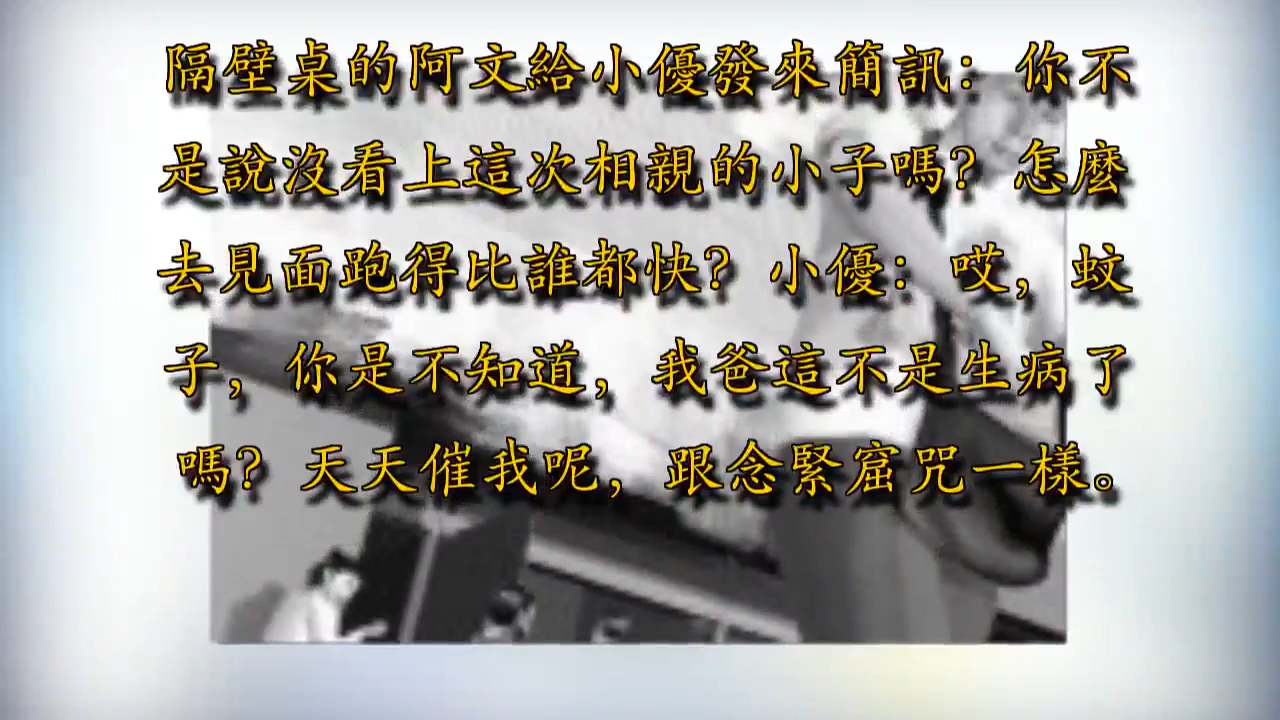 隔壁桌的阿文給小優發來簡訊：你不
是說沒看上這次相親的小子嗎？怎麼
去見面跑得比誰都快？小優：哎，蚊
子，你是不知道，我爸這不是生病了
嗎？天天催我呢，跟念緊窟咒一樣。